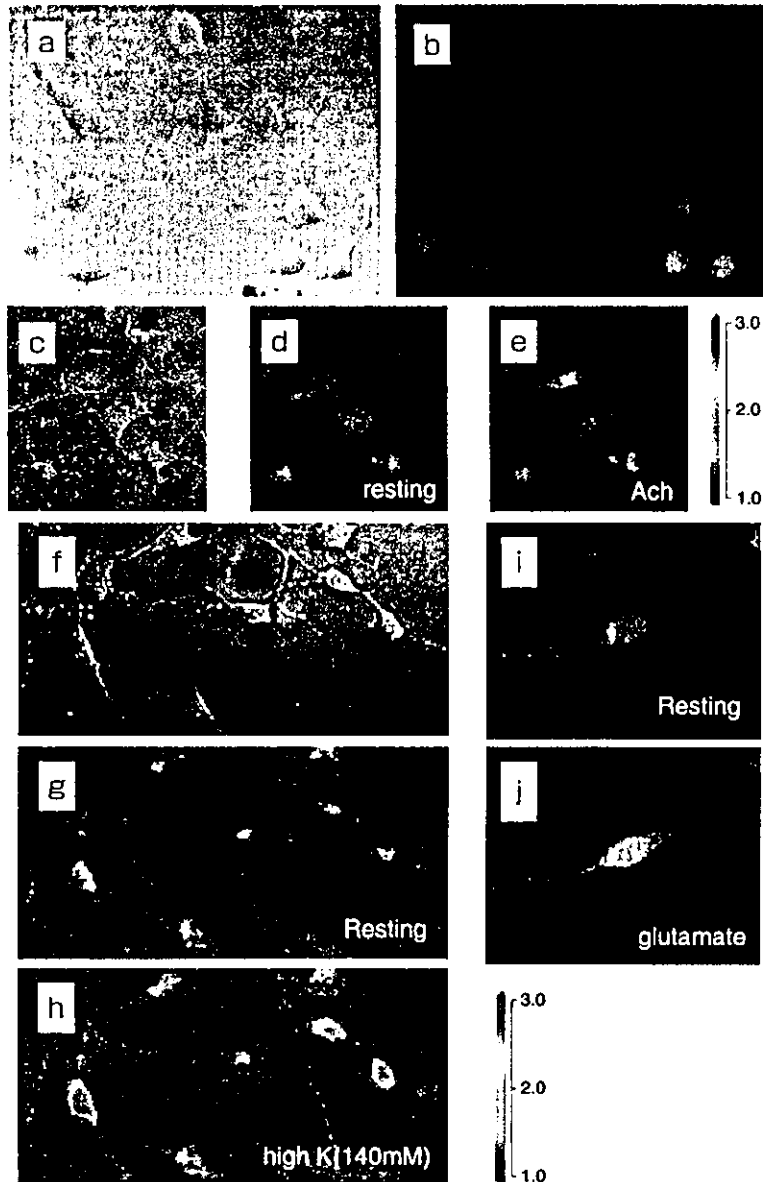 a
b
c
d
resting
e
Ach
3.0
2.0
1.0
f
i
Resting
g
Resting
j
glutamate
h
high K(140mM)
3.0
2.0
1.0